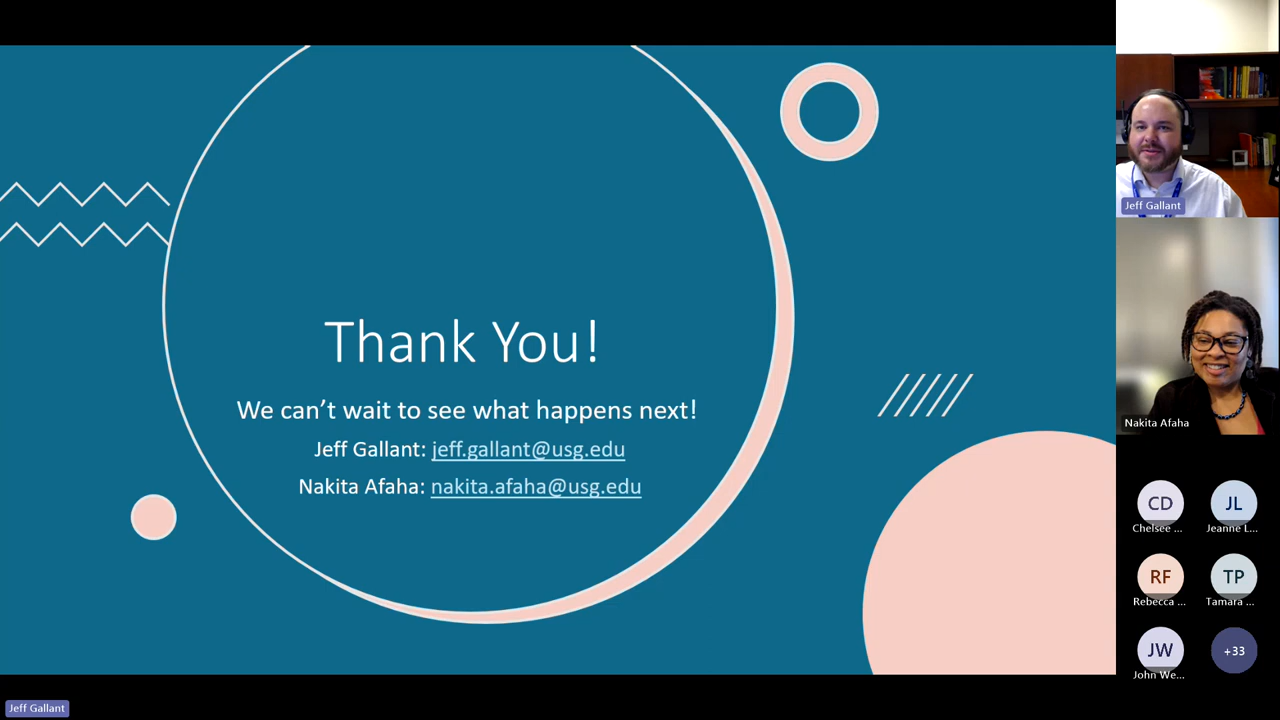 Thank You!
We can’t wait to see what happens next!
Jeff Gallant: jeff.gallant@usg.edu
Nakita Afaha: nakita.afaha@usg.edu
Jeff Gallant
Nakita Afaha
CD
JL
Chelsee ...
Jeanne L...
RF
TP
Rebecca ...
Tamara ...
JW
+33
John We...
Jeff Gallant